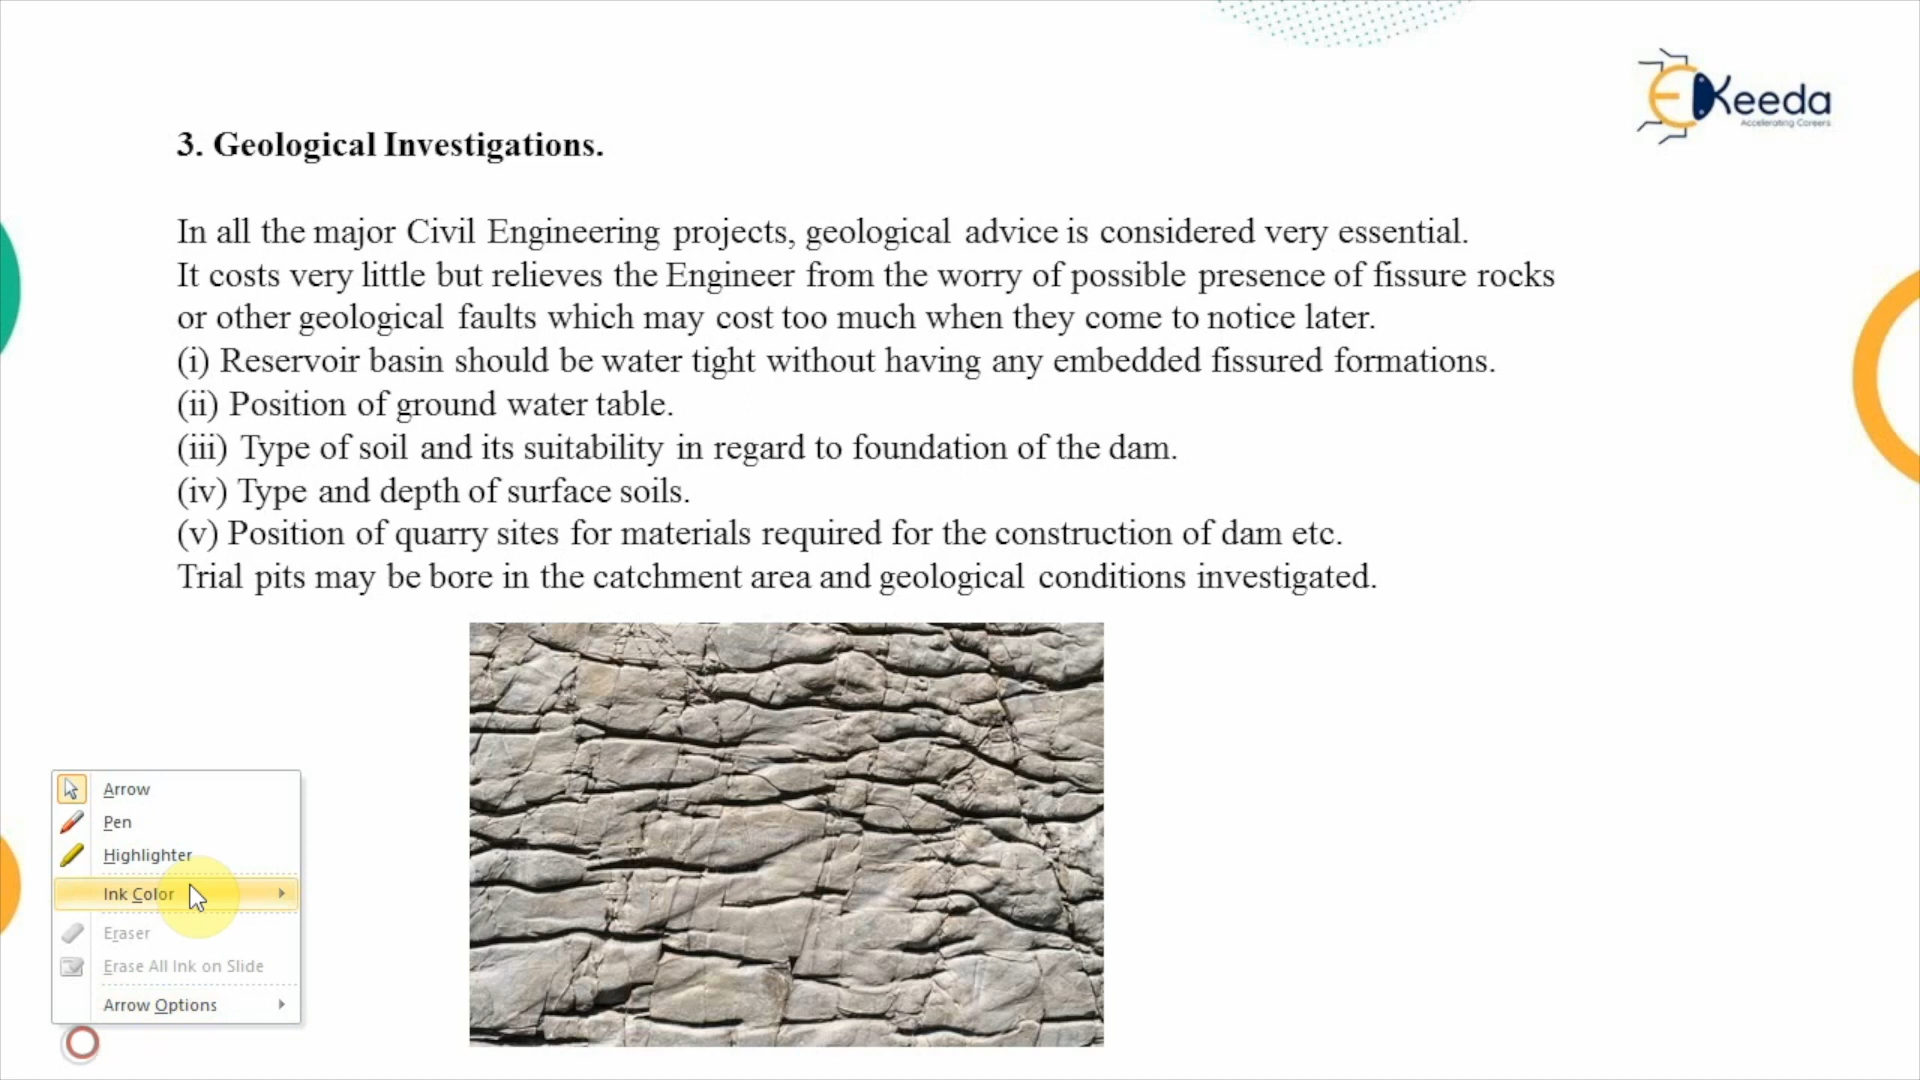 Keeda
Accelerating Careers
3. Geological Investigations.
In all the major Civil Engineering projects, geological advice is considered very essential.
It costs very little but relieves the Engineer from the worry of possible presence of fissure rocks
or other geological faults which may cost too much when they come to notice later.
(i) Reservoir basin should be water tight without having any embedded fissured formations.
(ii) Position of ground water table.
(iii) Type of soil and its suitability in regard to foundation of the dam.
(iv) Type and depth of surface soils.
(v) Position of quarry sites for materials required for the construction of dam etc.
Trial pits may be bore in the catchment area and geological conditions investigated.
Arrow
Pen
Highlighter
Ink Color
Eraser
Erase All Ink on Slide
Arrow Options